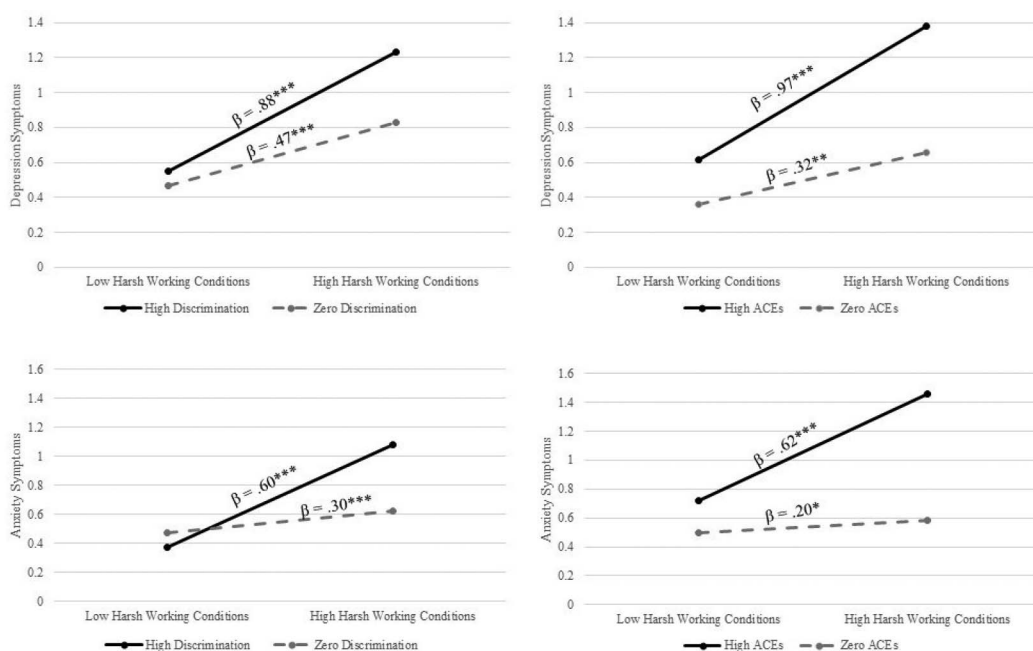 1.4
1.2
1
0.8
0.6
0.4
0.2
0
Depression Symptoms
β = .88***
β = .47***
Low Harsh Working Conditions
High Harsh Working Conditions
High Discrimination
Zero Discrimination
1.4
1.2
1
0.8
0.6
0.4
0.2
0
Depression Symptoms
β = .97***
β = .32**
Low Harsh Working Conditions
High Harsh Working Conditions
High ACEs
Zero ACEs
1.6
1.4
1.2
1
0.8
0.6
0.4
0.2
0
Anxiety Symptoms
β = .60***
β = .30***
Low Harsh Working Conditions
High Harsh Working Conditions
High Discrimination
Zero Discrimination
1.6
1.4
1.2
1
0.8
0.6
0.4
0.2
0
Anxiety Symptoms
β = .62***
β = .20*
Low Harsh Working Conditions
High Harsh Working Conditions
High ACEs
Zero ACEs